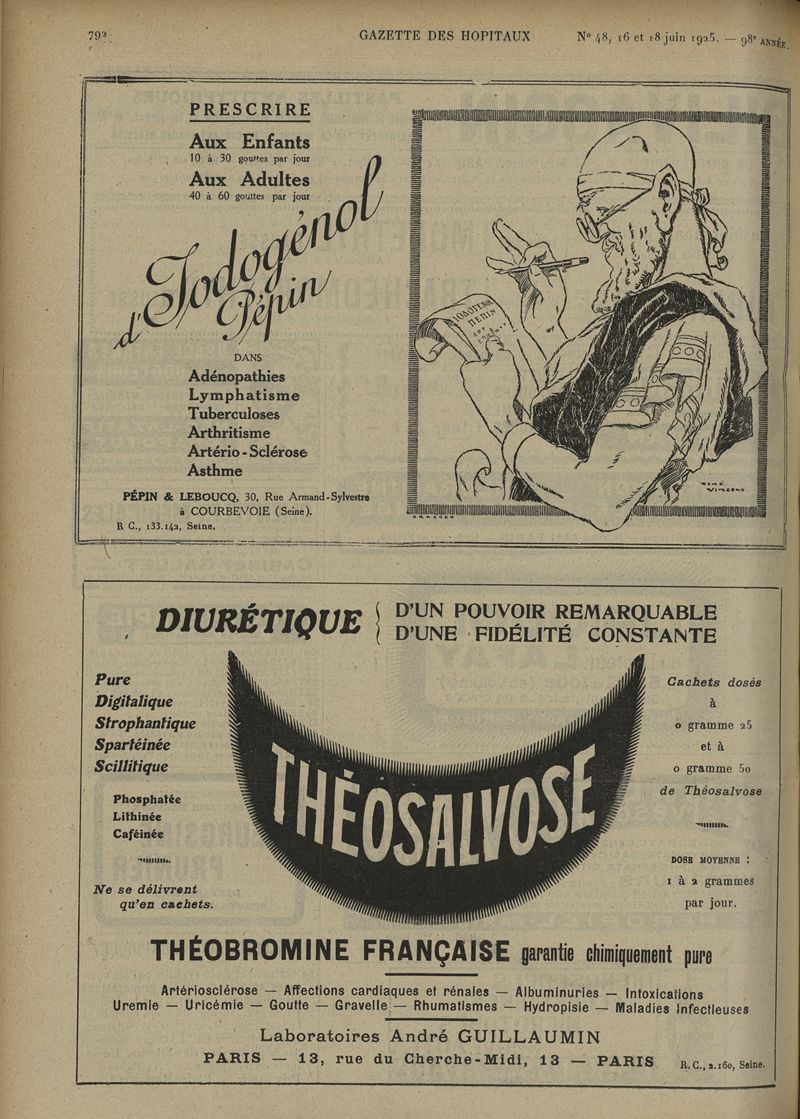 792
GAZETTE DES HOPITAUX
N° 48, 16 et 18 juin 1925. — 98e ANNÉE.
PRESCRIRE
Aux Enfants
10 à 30 gouttes par jour
Aux Adultes
40 à 60 gouttes par jour
d'Iodogénol
Pépin
DANS
Adénopathies
Lymphatisme
Tuberculoses
Arthritisme
Artério-Sclérose
Asthme
PÉPIN & LEBOUCQ, 30, Rue Armand-Sylvestre
à COURBEVOIE (Seine).
R C., 133.142, Seine.
IODOGENOL
PEPIN
RENÉ
VINCENT
DIURÉTIQUE
D'UN POUVOIR REMARQUABLE
D'UNE FIDÉLITÉ CONSTANTE
Pure
Digitalique
Strophantique
Spartéinée
Scillitique
Phosphatée
Lithinée
Caféinée
Ne se délivrent
qu'en cachets.
THÉOSALVOSE
Cachets dosés
à
0 gramme 25
et à
0 gramme 50
de Théosalvose
DOSE MOYENNE :
1 à 2 grammes
par jour.
THÉOBROMINE FRANÇAISE garantie chimiquement pure
Artériosclérose — Affections cardiaques et rénales — Albuminuries — Intoxications
Uremie — Uricémie — Goutte — Gravelle — Rhumatismes — Hydropisie — Maladies Infectieuses
Laboratoires André GUILLAUMIN
PARIS — 13, rue du Cherche-Midi, 13 — PARIS
R. C., 2.160, Seine.